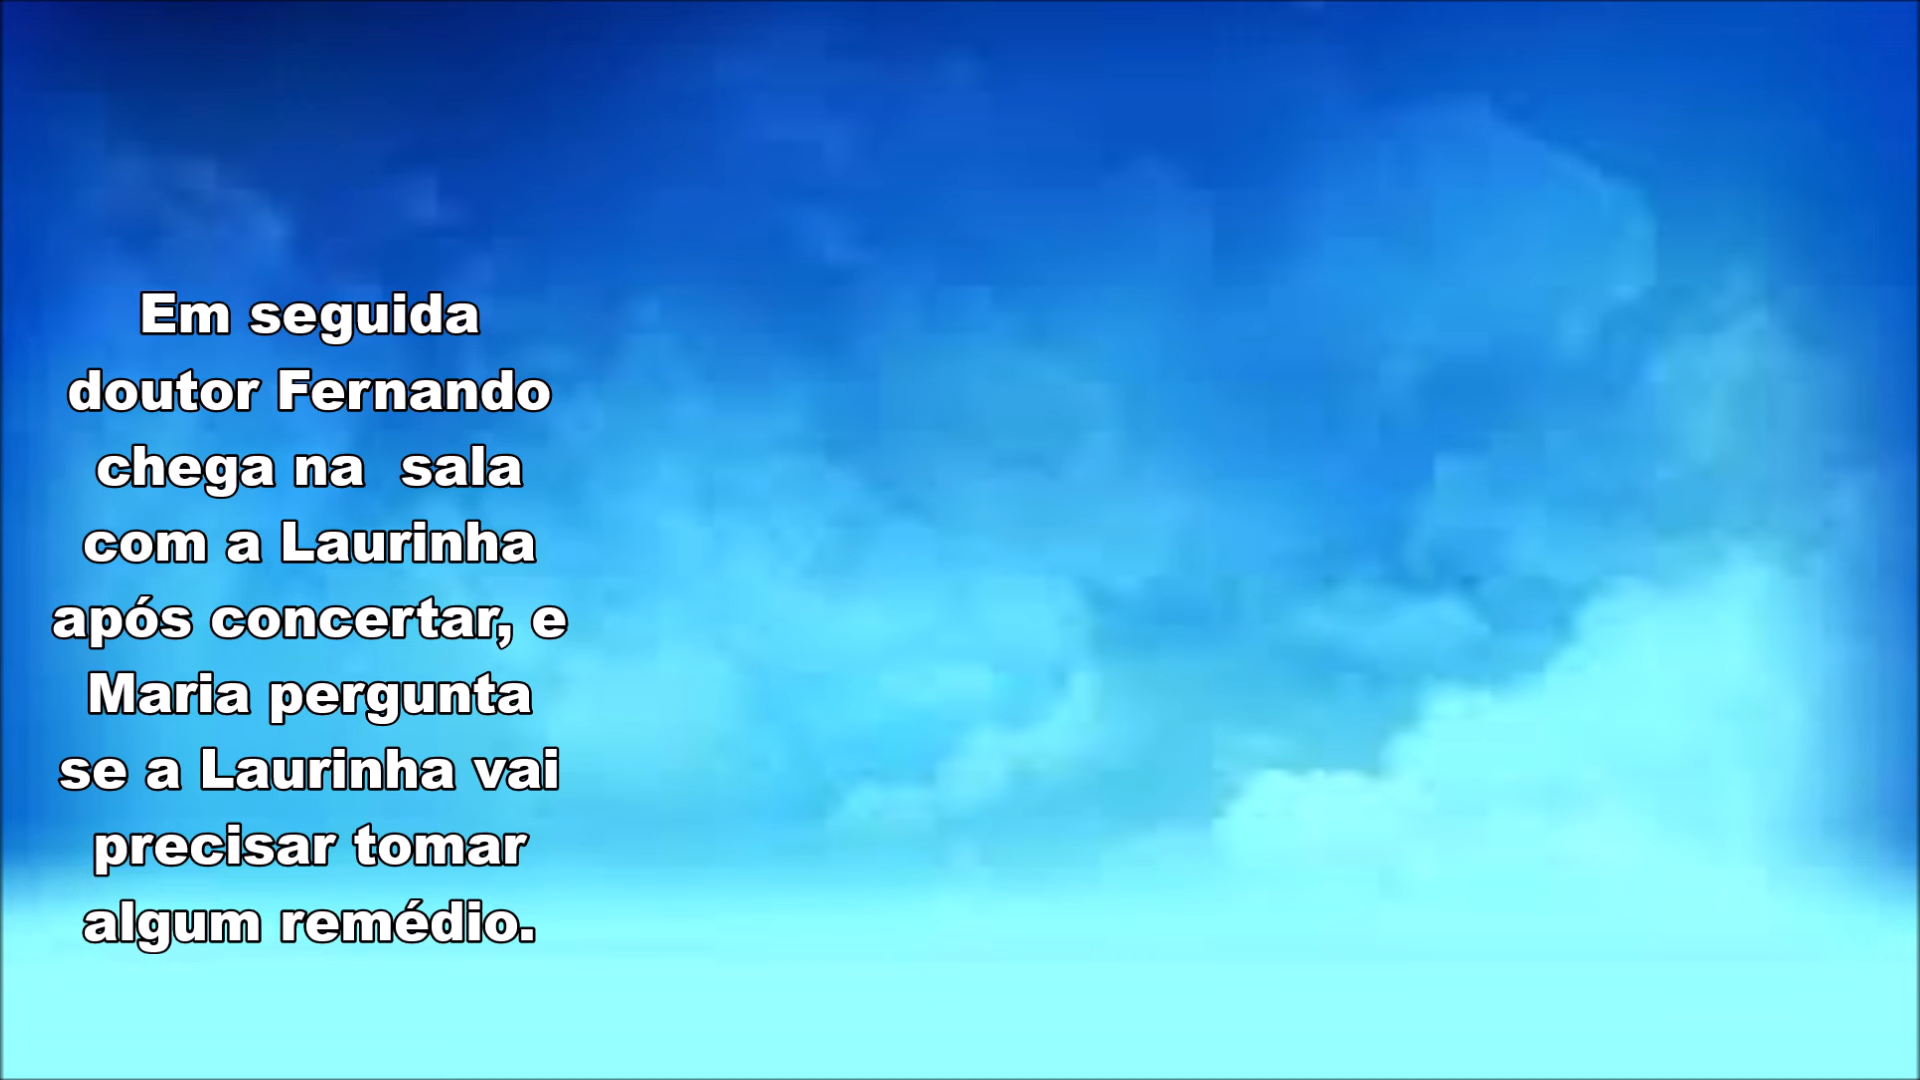 Em seguida
doutor Fernando
chega na  sala
com a Laurinha
após concertar, e
Maria pergunta
se a Laurinha vai
precisar tomar
algum remédio.